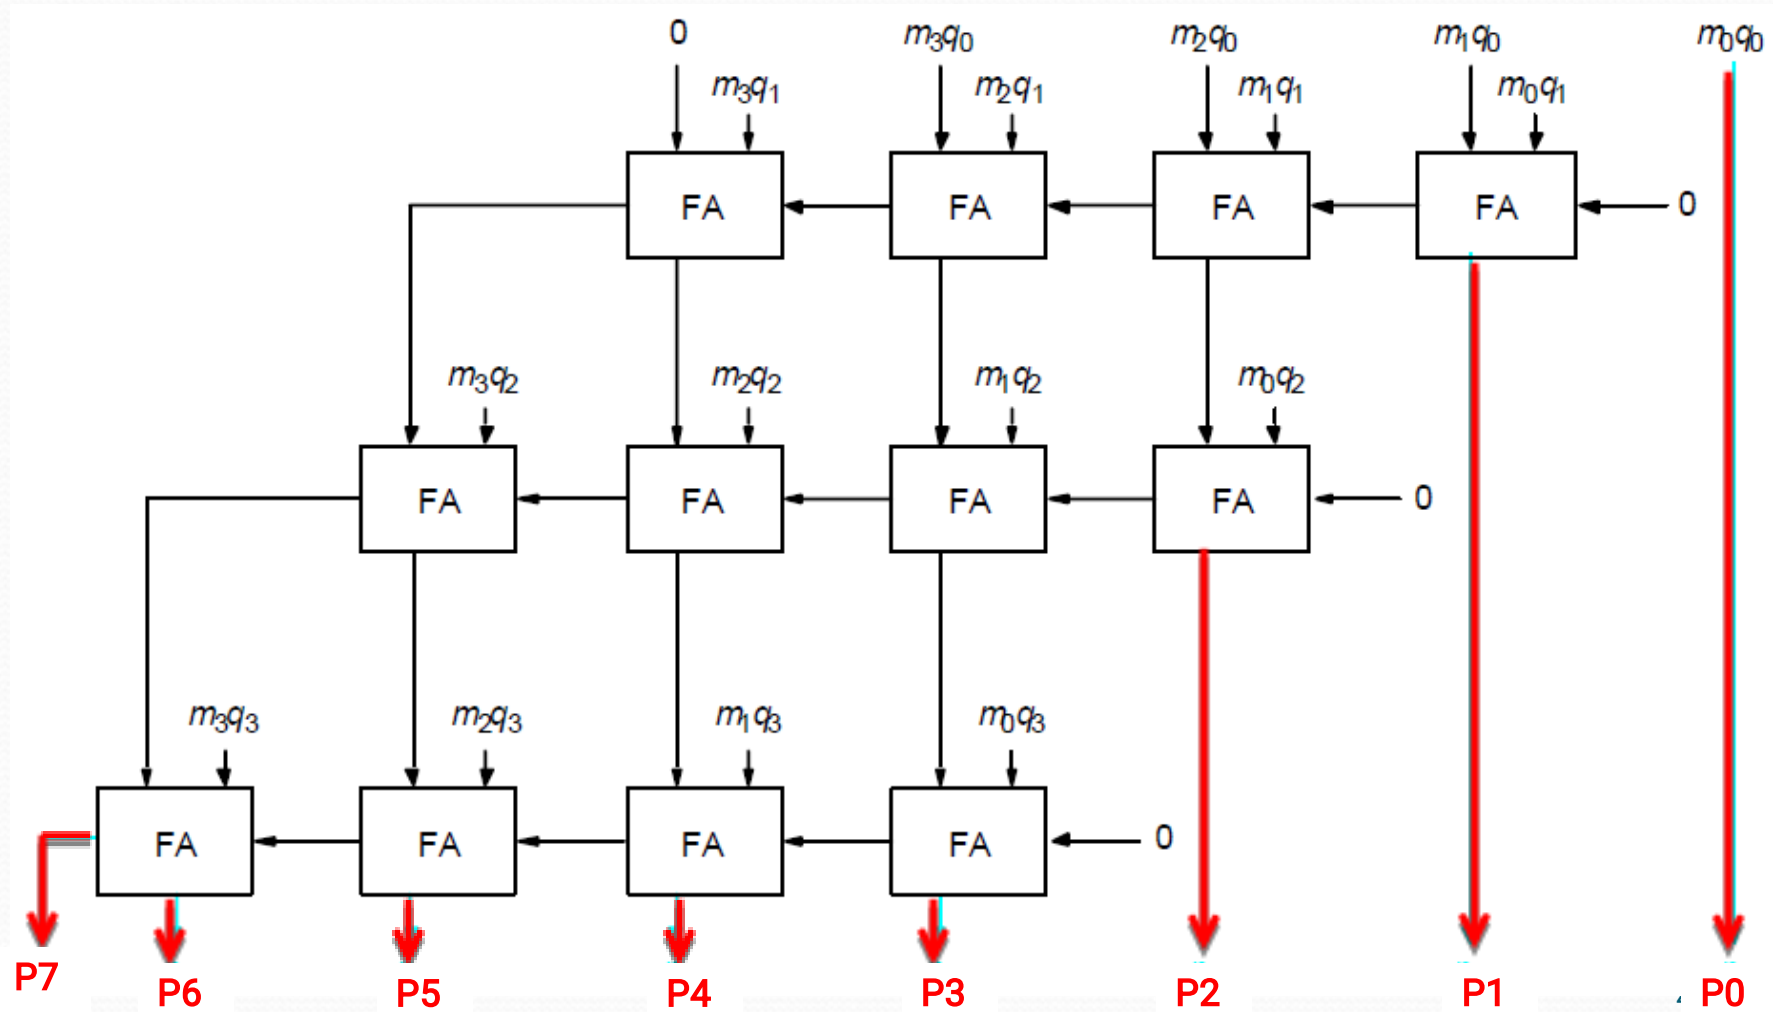 0 m₃q₀ m₂q₀ m₁q₀ m₀q₀
m₃q₁ m₂q₁ m₁q₁ m₀q₁
FA FA FA FA 0
m₃q₂ m₂q₂ m₁q₂ m₀q₂
FA FA FA FA 0
m₃q₃ m₂q₃ m₁q₃ m₀q₃
FA FA FA FA 0
P7 P6 P5 P4 P3 P2 P1 P0